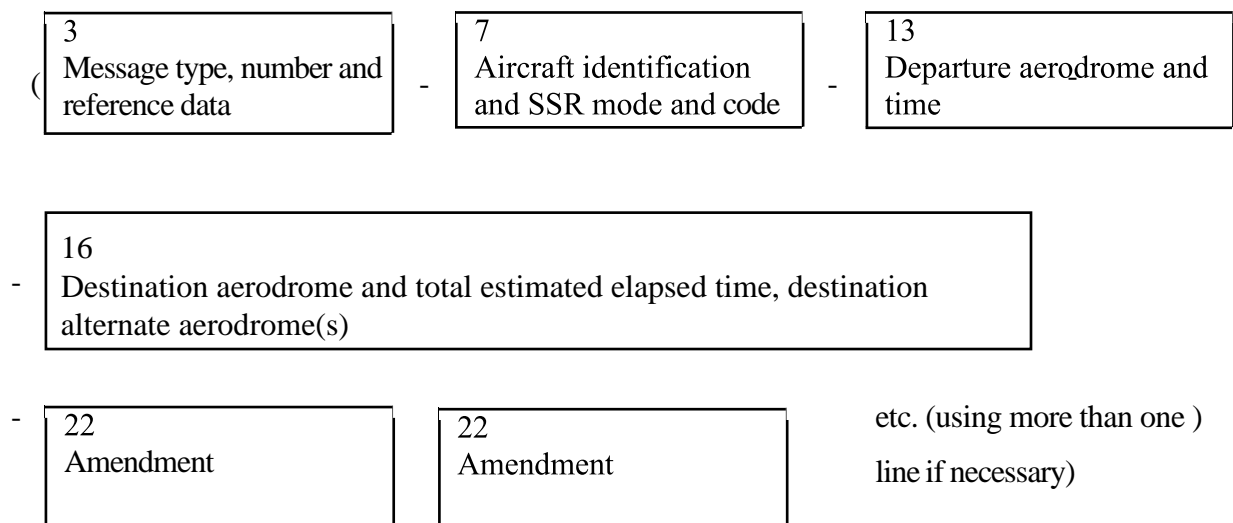 3
Message type, number and
reference data
(
-
7
Aircraft identification
and SSR mode and code
-
13
Departure aerodrome and
time
-
16
Destination aerodrome and total estimated elapsed time, destination
alternate aerodrome(s)
-
22
Amendment
22
Amendment
etc. (using more than one )
line if necessary)